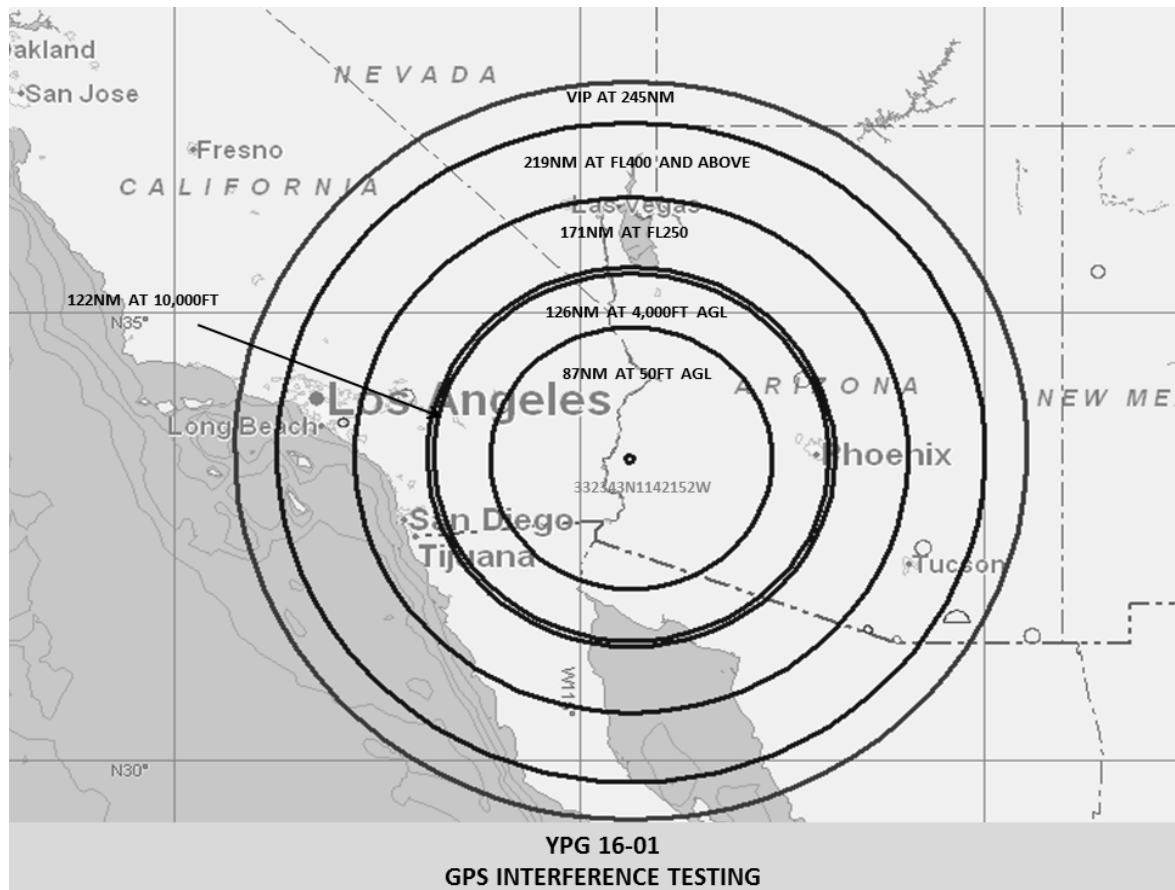 oakland
NEVADA
San Jose
VIP AT 245NM
Fresno
219NM AT FL400 AND ABOVE
CALIFORNIA
Las Vegas
171NM AT FL250
122NM AT 10,000FT
126NM AT 4,000FT AGL
N35°
87NM AT 50FT AGL
ARIZONA
NEW ME
Los Angeles
Long Beach
Phoenix
332343N1142152W
San Diego
Tijuana
Tucson
N30°
YPG 16-01
GPS INTERFERENCE TESTING